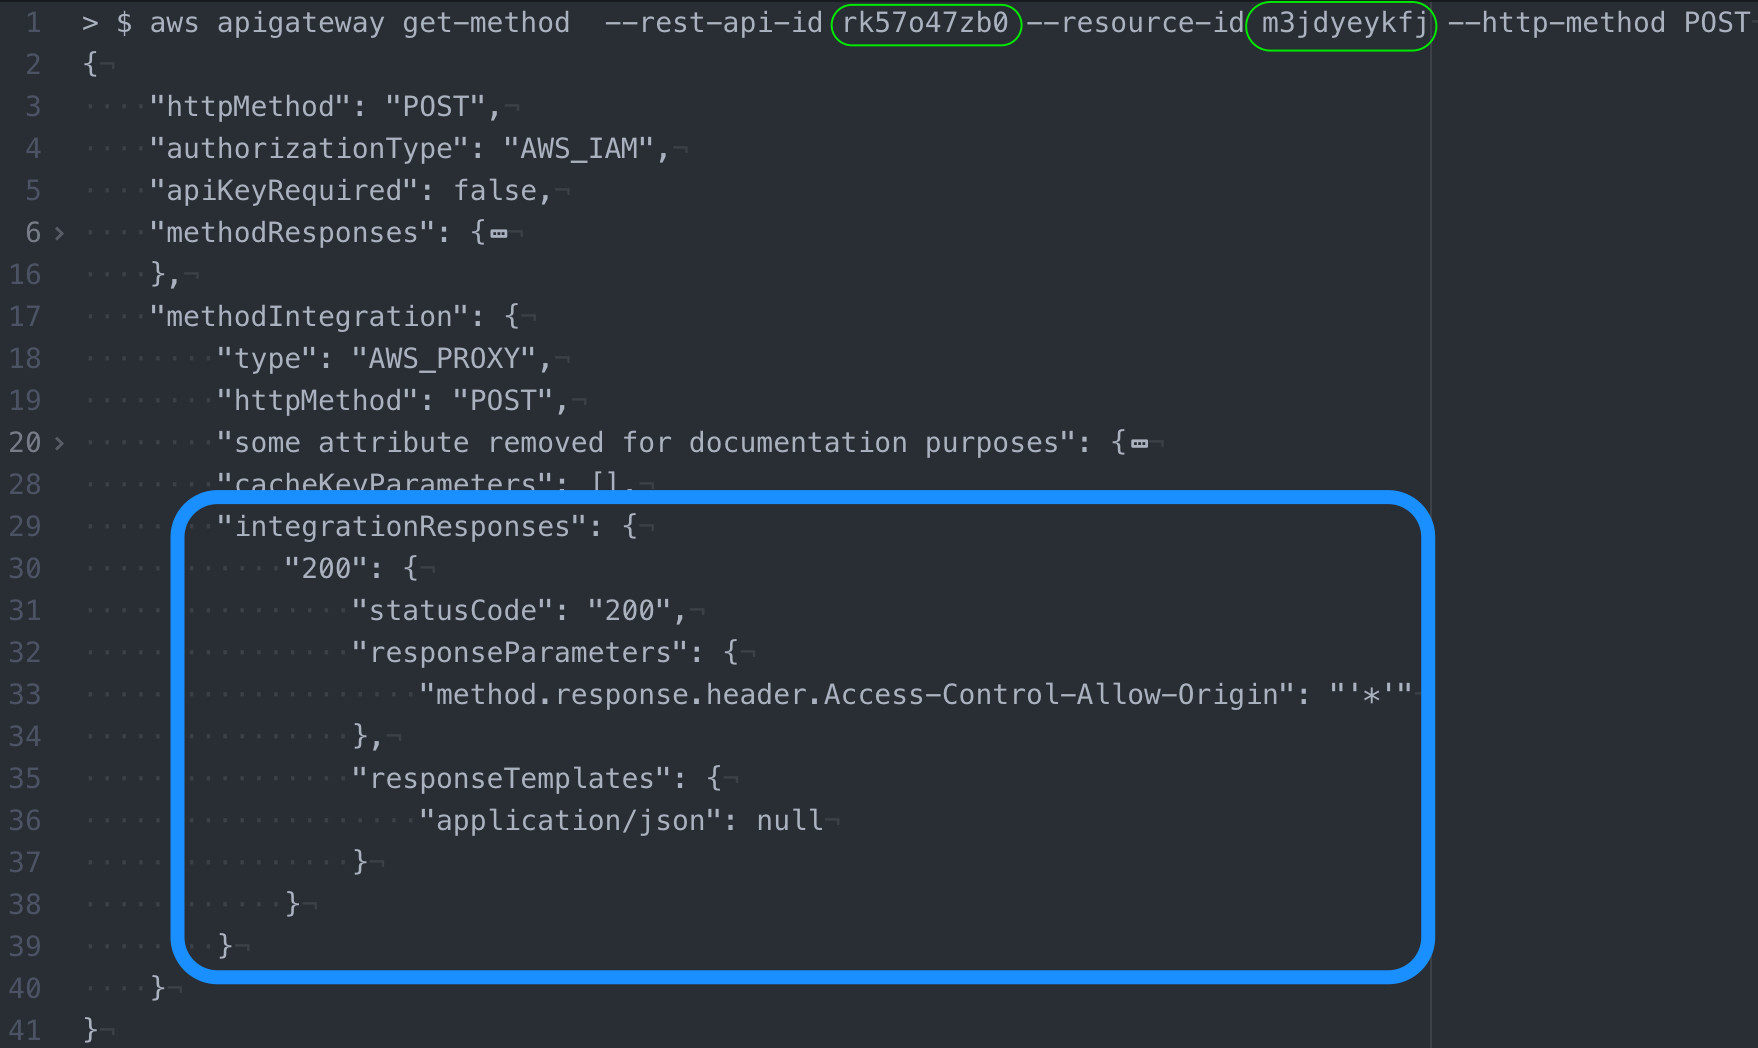 1 > $ aws apigateway get-method --rest-api-id rk57o47zb0 --resource-id m3jdyeykfj --http-method POST
2 {
3 "httpMethod": "POST",
4 "authorizationType": "AWS_IAM",
5 "apiKeyRequired": false,
6 "methodResponses": {
16 },
17 "methodIntegration": {
18 "type": "AWS_PROXY",
19 "httpMethod": "POST",
20 "some attribute removed for documentation purposes": {
28 "cacheKeyParameters": [],
29 "integrationResponses": {
30 "200": {
31 "statusCode": "200",
32 "responseParameters": {
33 "method.response.header.Access-Control-Allow-Origin": "'*'"
34 },
35 "responseTemplates": {
36 "application/json": null
37 }
38 }
39 }
40 }
41 }